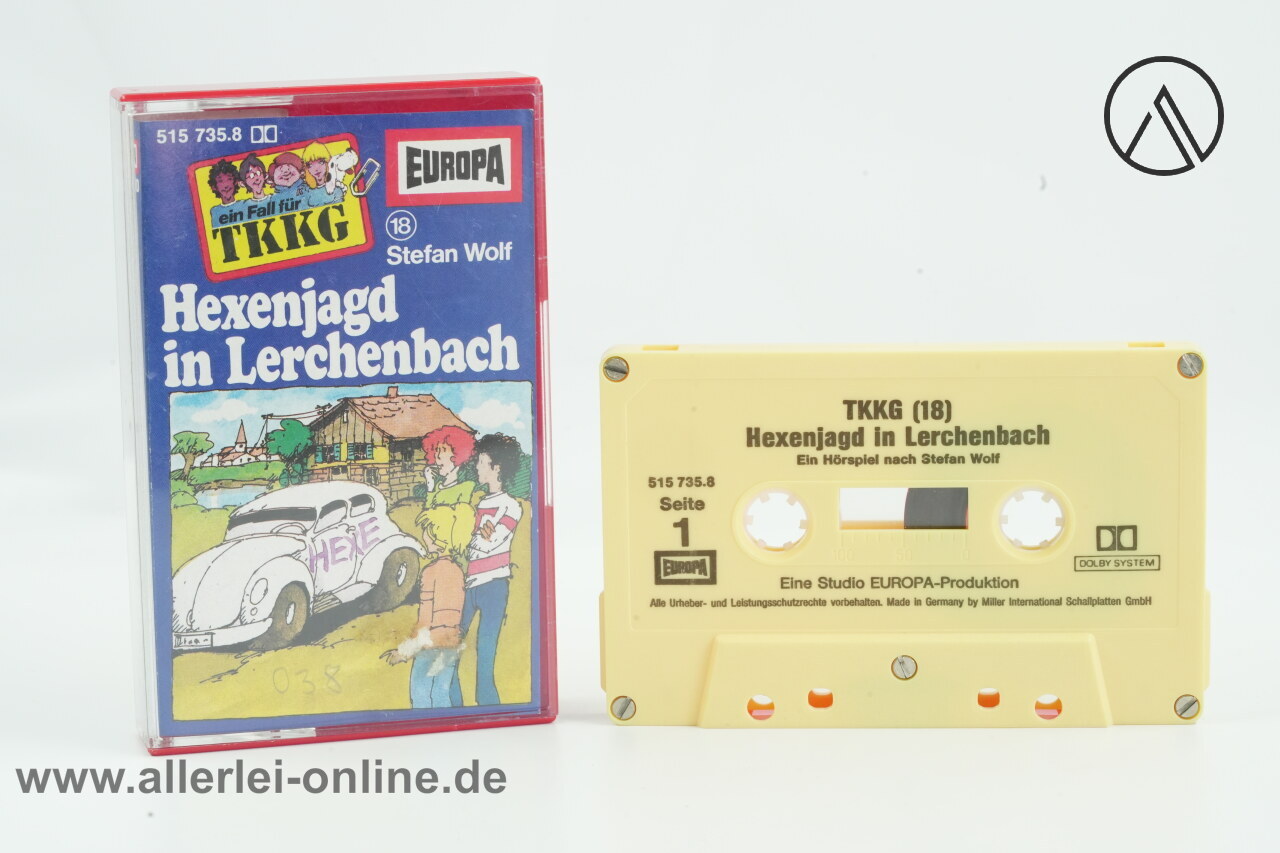 515 735.8
EUROPA
ein Fall für
TKKG
18
Stefan Wolf
Hexenjagd
in Lerchenbach
HEXE
038
TKKG (18)
Hexenjagd in Lerchenbach
Ein Hörspiel nach Stefan Wolf
515 735.8
Seite
1
EUROPA
DOLBY SYSTEM
Eine Studio EUROPA-Produktion
Alle Urheber- und Leistungsschutzrechte vorbehalten. Made in Germany by Miller International Schallplatten GmbH
www.allerlei-online.de